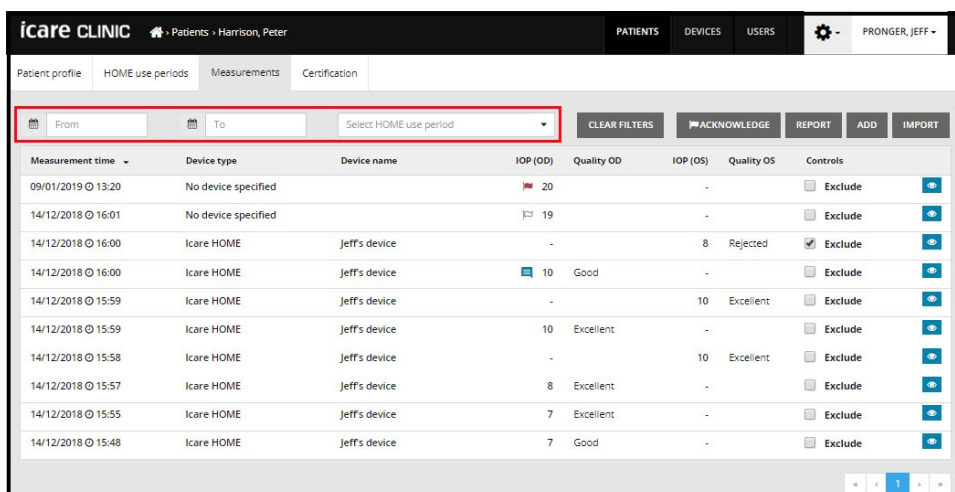 icare CLINIC › Patients › Harrison, Peter PATIENTS DEVICES USERS PRONGER, JEFF
Patient profile HOME use periods Measurements Certification
From To Select HOME use period CLEAR FILTERS ACKNOWLEDGE REPORT ADD IMPORT
Measurement time Device type Device name IOP (OD) Quality OD IOP (OS) Quality OS Controls
09/01/2019 13:20 No device specified 20 - Exclude
14/12/2018 16:01 No device specified 19 - Exclude
14/12/2018 16:00 Icare HOME Jeff's device - 8 Rejected Exclude
14/12/2018 16:00 Icare HOME Jeff's device 10 Good - Exclude
14/12/2018 15:59 Icare HOME Jeff's device - 10 Excellent Exclude
14/12/2018 15:59 Icare HOME Jeff's device 10 Excellent - Exclude
14/12/2018 15:58 Icare HOME Jeff's device - 10 Excellent Exclude
14/12/2018 15:57 Icare HOME Jeff's device 8 Excellent - Exclude
14/12/2018 15:55 Icare HOME Jeff's device 7 Excellent - Exclude
14/12/2018 15:48 Icare HOME Jeff's device 7 Good - Exclude
« ‹ 1 › »